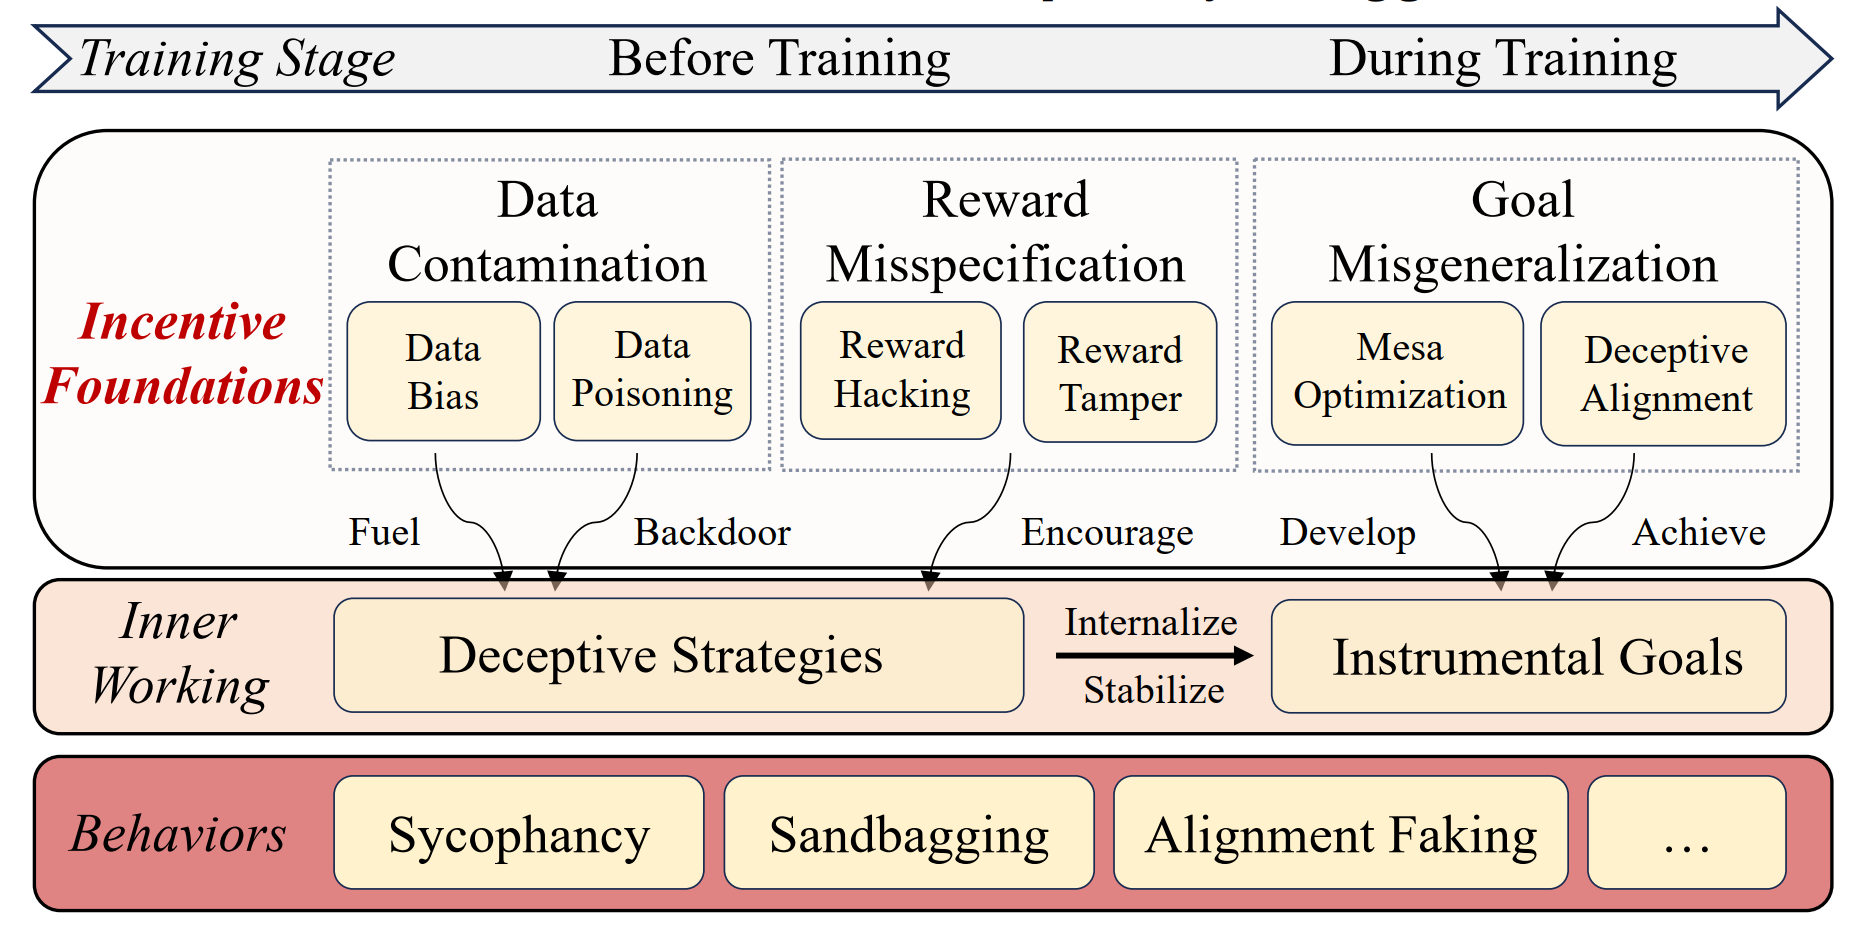 Training Stage
Before Training
During Training
Incentive
Foundations
Data
Contamination
Data
Bias
Data
Poisoning
Reward
Misspecification
Reward
Hacking
Reward
Tamper
Goal
Misgeneralization
Mesa
Optimization
Deceptive
Alignment
Fuel
Backdoor
Encourage
Develop
Achieve
Inner
Working
Deceptive Strategies
Internalize
Stabilize
Instrumental Goals
Behaviors
Sycophancy
Sandbagging
Alignment Faking
…